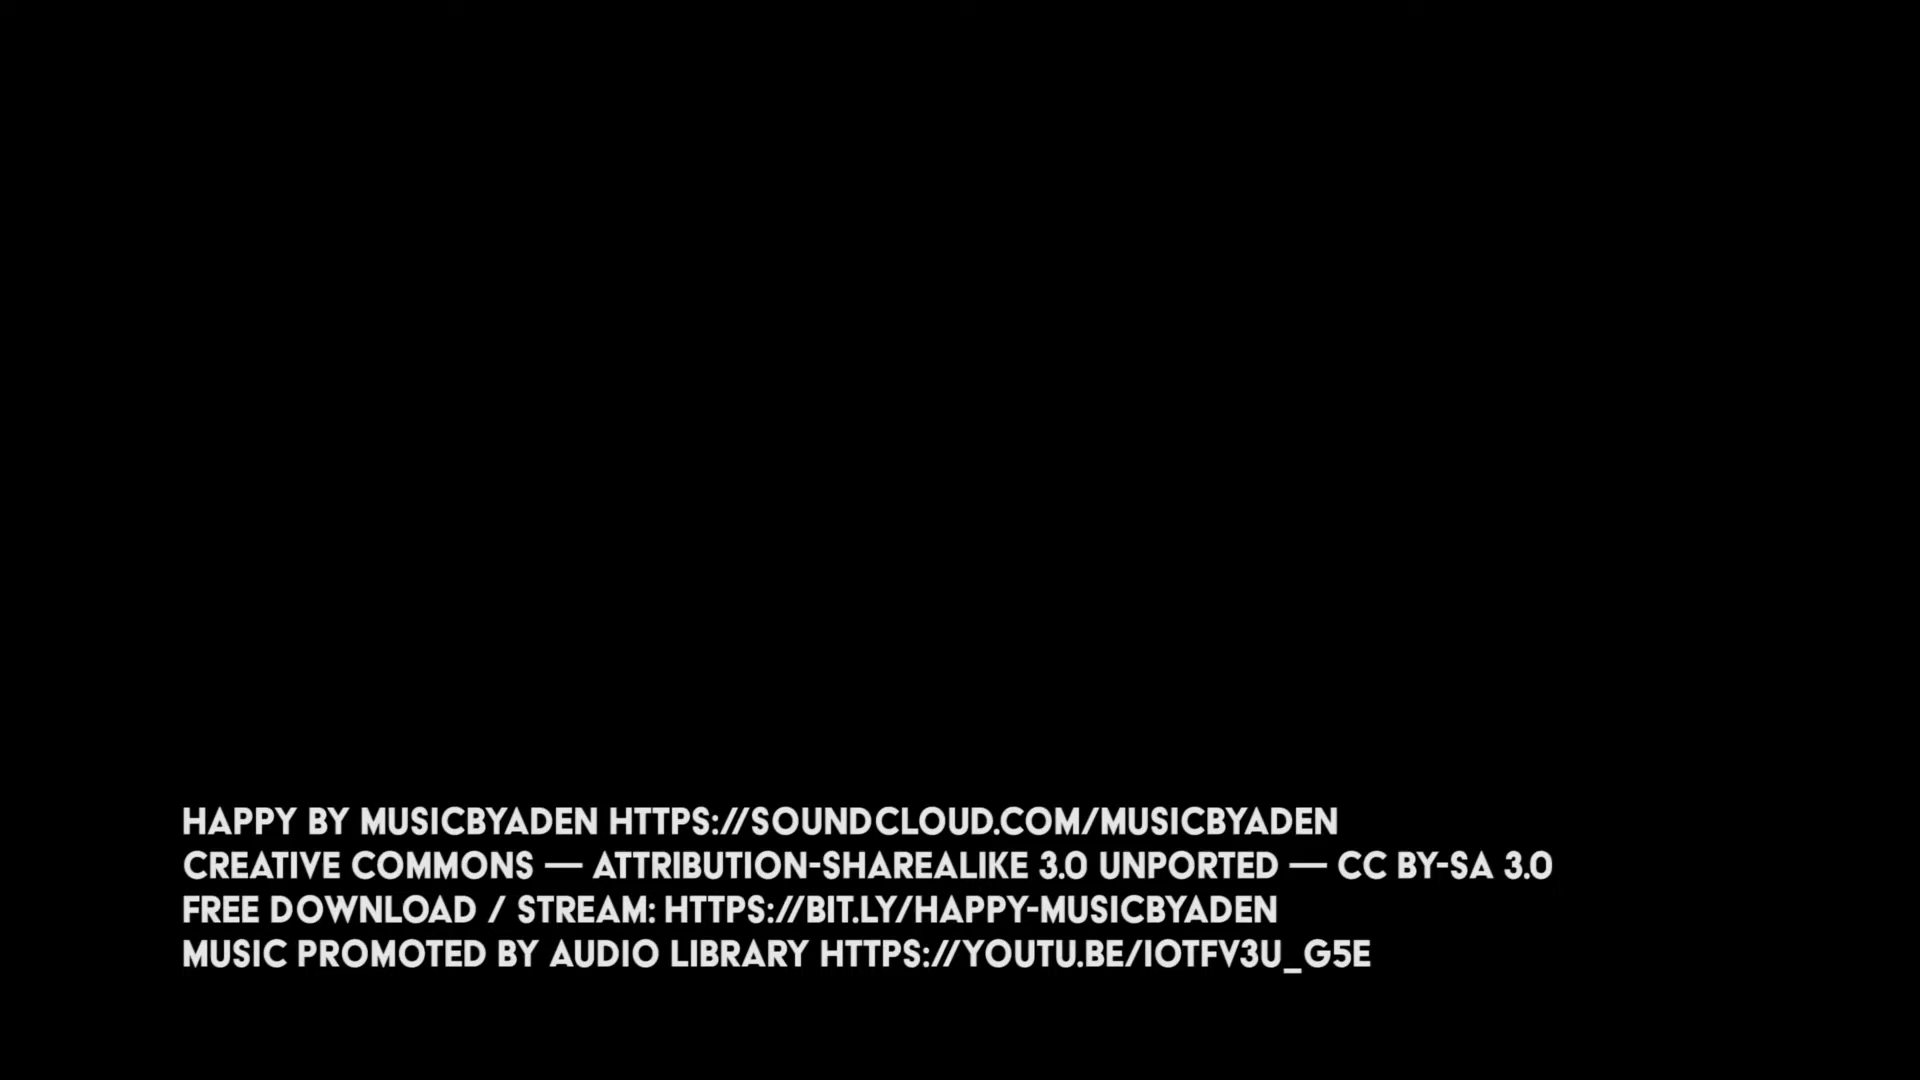 HAPPY BY MUSICBYADEN HTTPS://SOUNDCLOUD.COM/MUSICBYADEN
CREATIVE COMMONS — ATTRIBUTION-SHAREALIKE 3.0 UNPORTED — CC BY-SA 3.0
FREE DOWNLOAD / STREAM: HTTPS://BIT.LY/HAPPY-MUSICBYADEN
MUSIC PROMOTED BY AUDIO LIBRARY HTTPS://YOUTU.BE/IOTFV3U_G5E